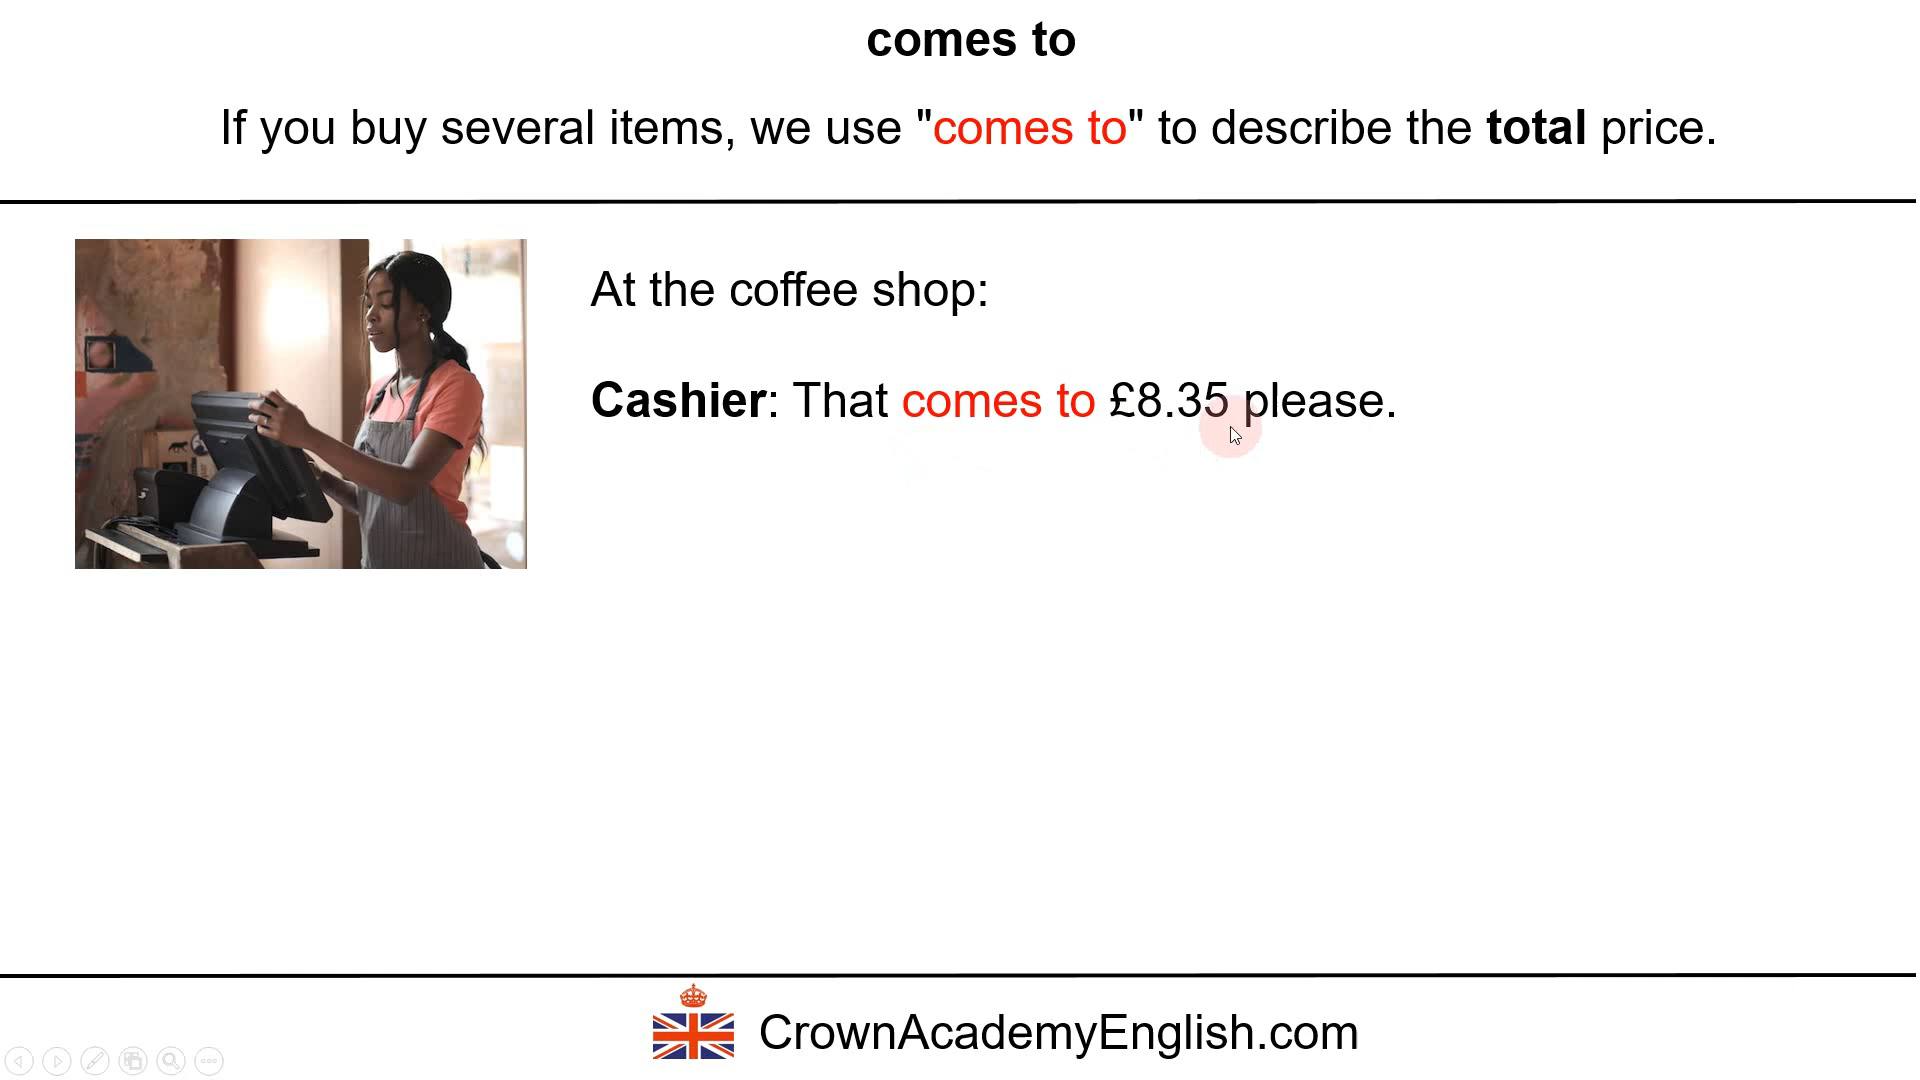 comes to
If you buy several items, we use "comes to" to describe the total price.
At the coffee shop:
Cashier: That comes to £8.35 please.
CrownAcademyEnglish.com